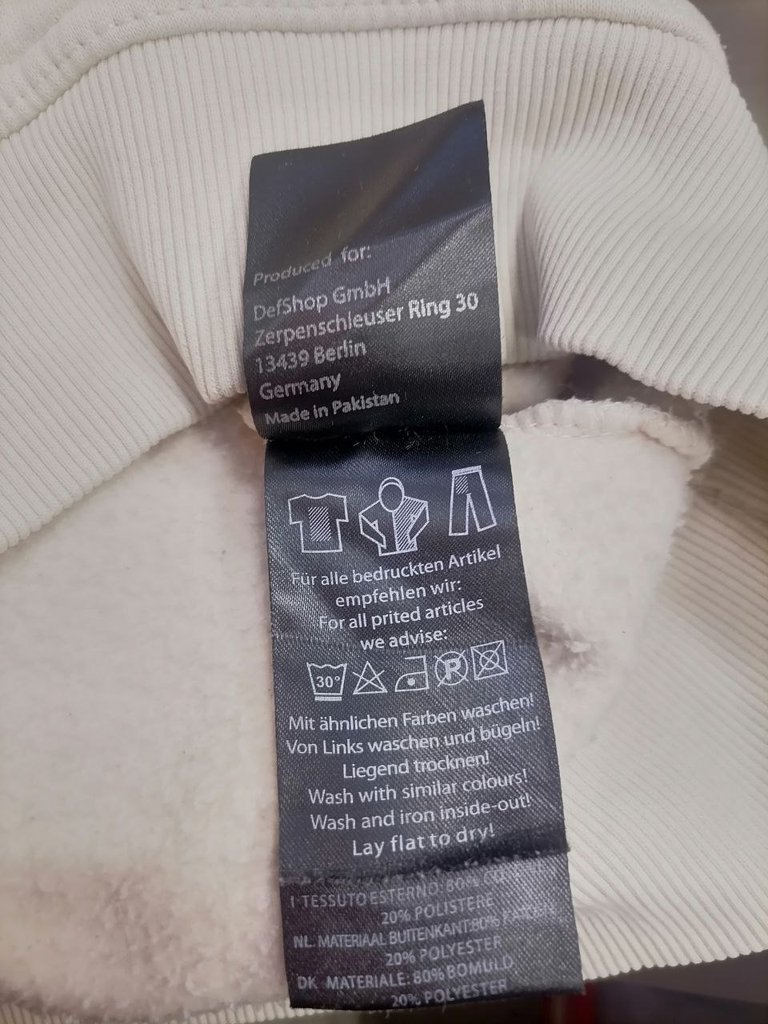 Produced for:
DefShop GmbH
Zerpenschleuser Ring 30
13439 Berlin
Germany
Made in Pakistan
Für alle bedruckten Artikel
empfehlen wir:
For all prited articles
we advise:
30°
P
Mit ähnlichen Farben waschen!
Von Links waschen und bügeln!
Liegend trocknen!
Wash with similar colours!
Wash and iron inside-out!
Lay flat to dry!
I TESSUTO ESTERNO: 80%
20% POLISTERE
NL. MATERIAAL BUITENKANT:80%
20% POLYESTER
DK MATERIALE: 80% BOMULD
20% POLYESTER